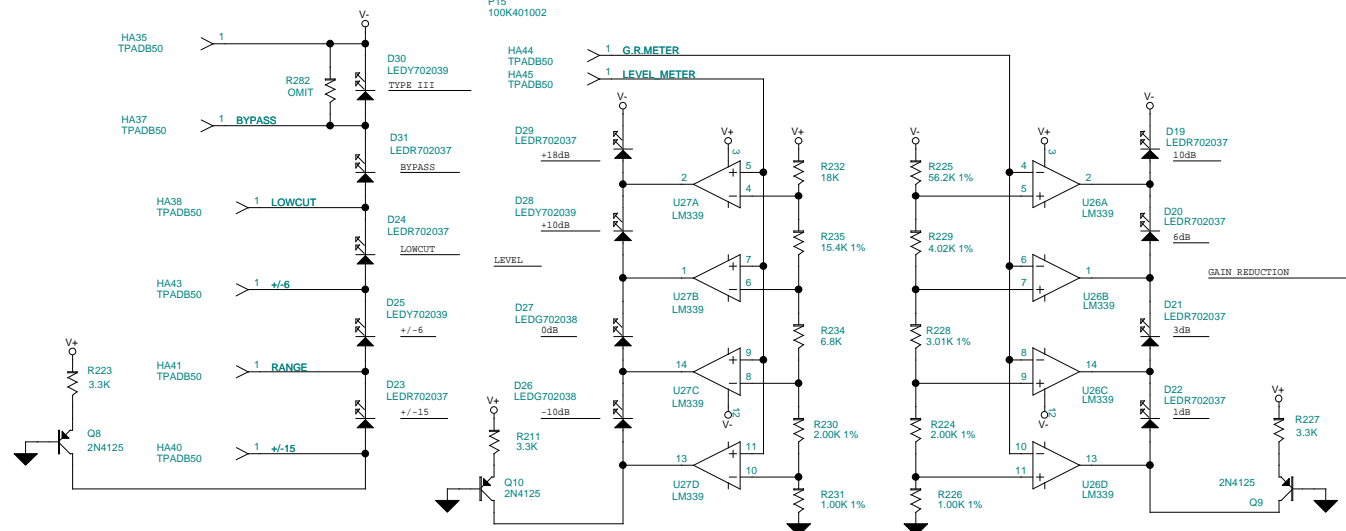 P15
100K401002
V-
HA35
TPADB50
1
R282
OMIT
D30
LEDY702039
TYPE III
HA37
TPADB50
1 BYPASS
D31
LEDR702037
BYPASS
HA38
TPADB50
1 LOWCUT
D24
LEDR702037
LOWCUT
HA43
TPADB50
1 +/-6
D25
LEDY702039
+/-6
V+
R223
3.3K
HA41
TPADB50
1 RANGE
D23
LEDR702037
+/-15
Q8
2N4125
HA40
TPADB50
1 +/-15
HA44
TPADB50
1 G.R.METER
HA45
TPADB50
1 LEVEL METER
V-
D29
LEDR702037
+18dB
D28
LEDY702039
+10dB
LEVEL
D27
LEDG702038
0dB
D26
LEDG702038
-10dB
V+
R211
3.3K
Q10
2N4125
V+
3
5
2
4
U27A
LM339
7
1
6
U27B
LM339
9
14
8
U27C
LM339
12
V-
11
13
10
U27D
LM339
V+
R232
18K
R235
15.4K 1%
R234
6.8K
R230
2.00K 1%
R231
1.00K 1%
V-
R225
56.2K 1%
R229
4.02K 1%
R228
3.01K 1%
R224
2.00K 1%
R226
1.00K 1%
V+
3
4
2
5
U26A
LM339
6
1
7
U26B
LM339
8
14
9
U26C
LM339
12
V-
10
13
11
U26D
LM339
V-
D19
LEDR702037
10dB
D20
LEDR702037
6dB
GAIN REDUCTION
D21
LEDR702037
3dB
D22
LEDR702037
1dB
V+
R227
3.3K
2N4125
Q9